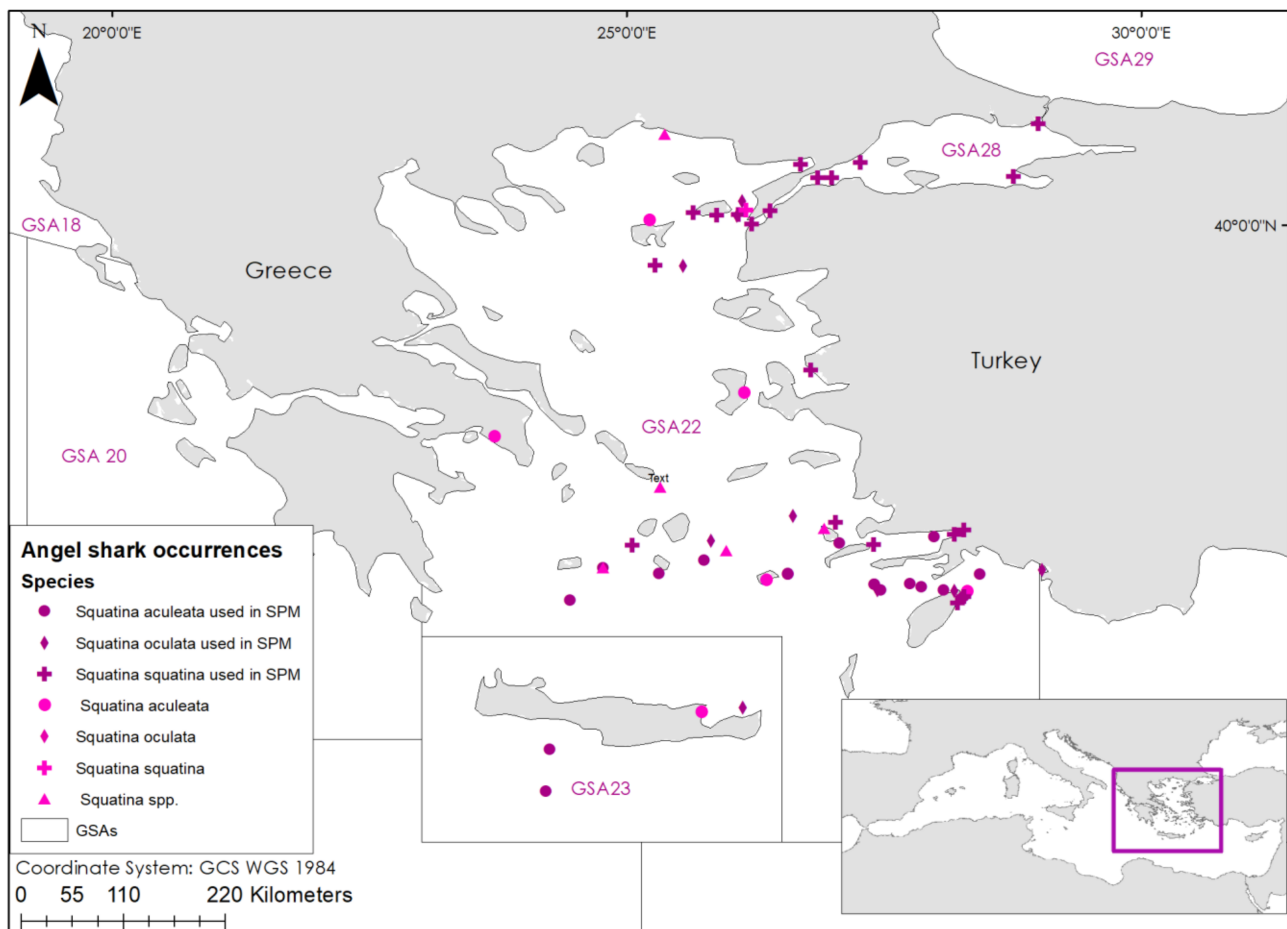 20°0'0"E 25°0'0"E 30°0'0"E
N
GSA29
GSA28
GSA18
40°0'0"N
Greece
Turkey
GSA22
GSA 20
Text
Angel shark occurrences
Species
Squatina aculeata used in SPM
Squatina oculata used in SPM
Squatina squatina used in SPM
Squatina aculeata
Squatina oculata
Squatina squatina
Squatina spp.
GSAs
GSA23
Coordinate System: GCS WGS 1984
0 55 110 220 Kilometers